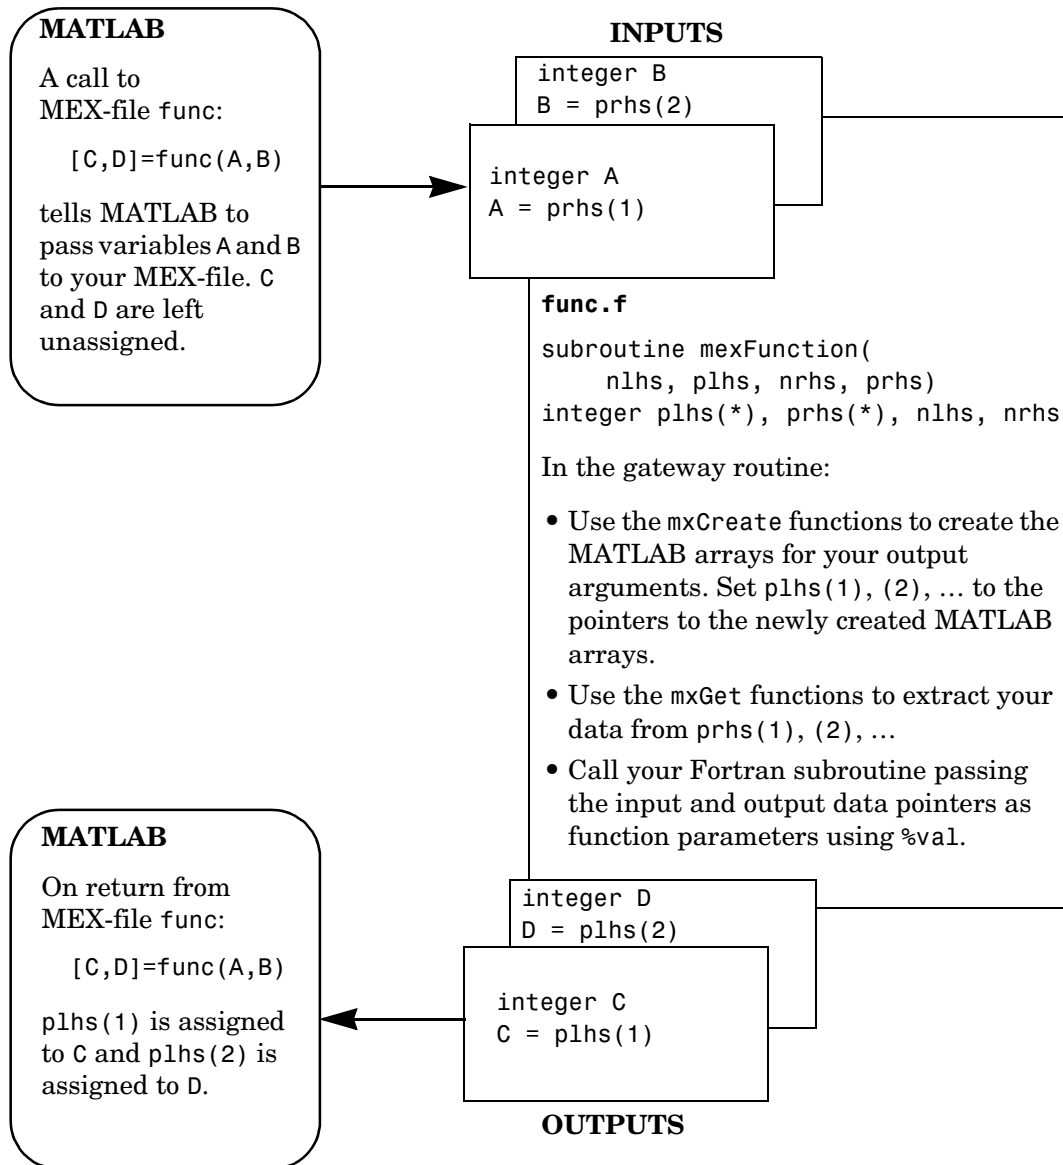 MATLAB
A call to
MEX-file func:
[C,D]=func(A,B)
tells MATLAB to
pass variables A and B
to your MEX-file. C
and D are left
unassigned.
INPUTS
integer B
B = prhs(2)
integer A
A = prhs(1)
func.f
subroutine mexFunction(
nlhs, plhs, nrhs, prhs)
integer plhs(*), prhs(*), nlhs, nrhs
In the gateway routine:
• Use the mxCreate functions to create the
MATLAB arrays for your output
arguments. Set plhs(1), (2), … to the
pointers to the newly created MATLAB
arrays.
• Use the mxGet functions to extract your
data from prhs(1), (2), …
• Call your Fortran subroutine passing
the input and output data pointers as
function parameters using %val.
MATLAB
On return from
MEX-file func:
[C,D]=func(A,B)
plhs(1) is assigned
to C and plhs(2) is
assigned to D.
integer D
D = plhs(2)
integer C
C = plhs(1)
OUTPUTS